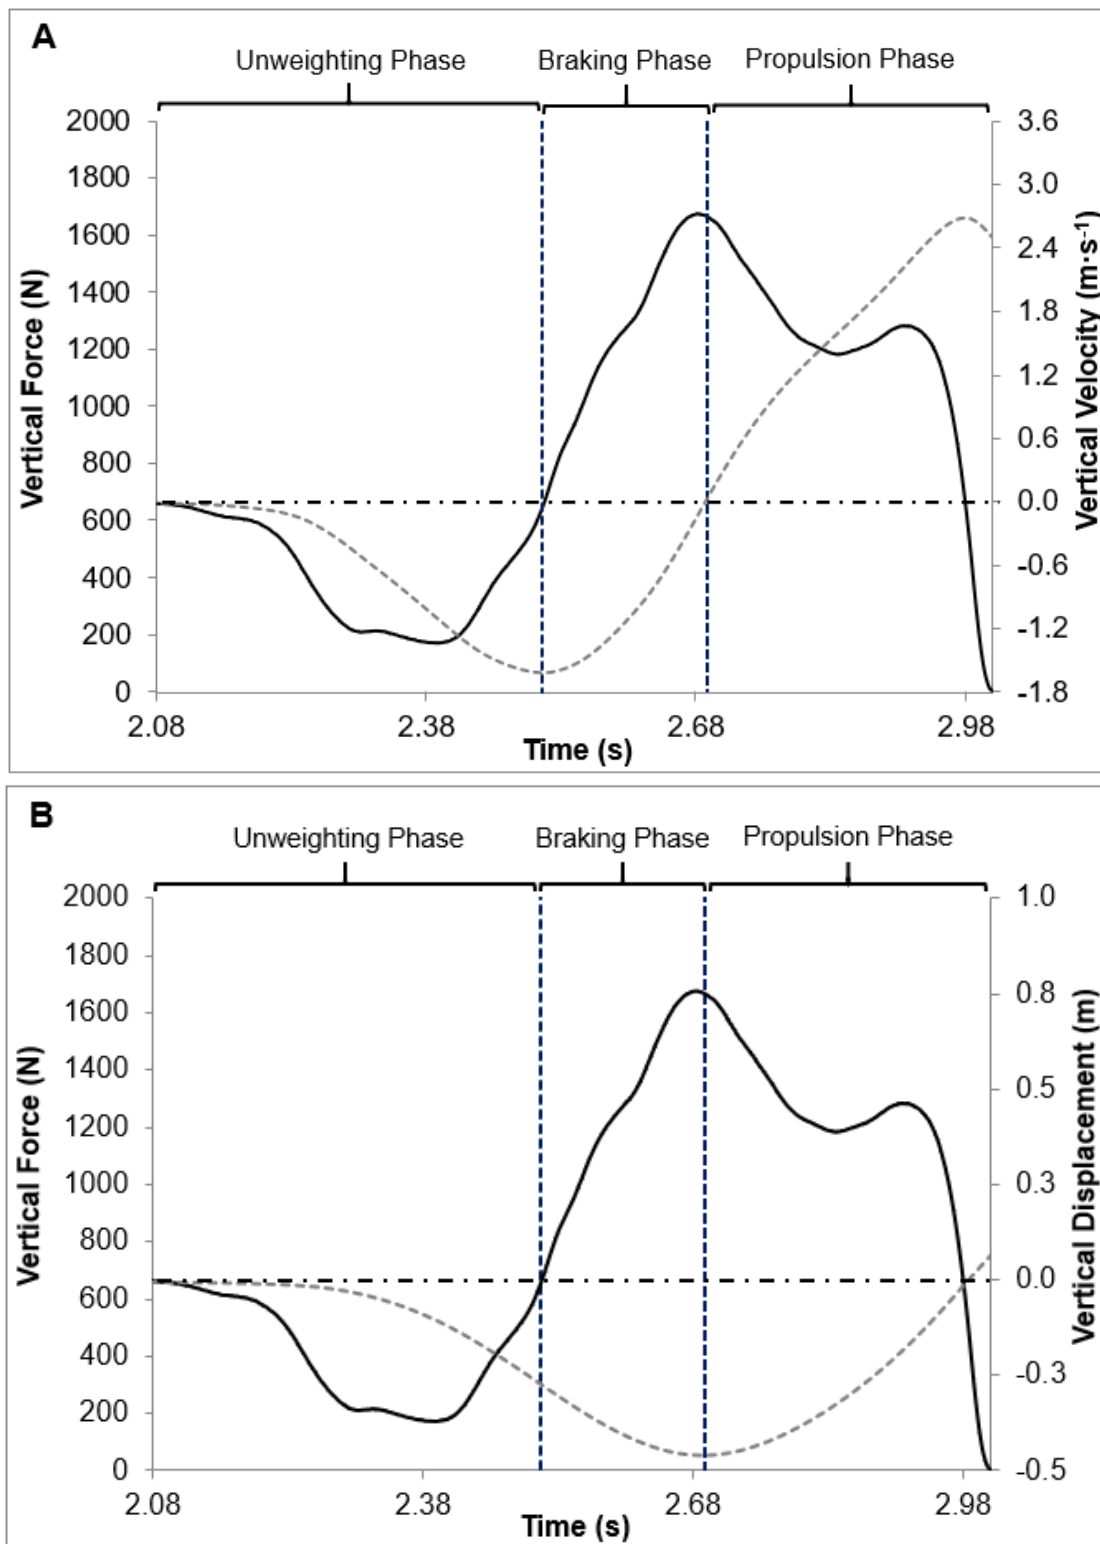 A
Unweighting Phase Braking Phase Propulsion Phase
2000 3.6
1800 3.0
1600 2.4
1400 1.8
1200 1.2
1000 0.6
800 0.0
600 -0.6
400 -1.2
200 -1.8
0
Vertical Force (N)
Vertical Velocity (m·s-1)
2.08 2.38 2.68 2.98
Time (s)
B
Unweighting Phase Braking Phase Propulsion Phase
2000 1.0
1800 0.8
1600 0.5
1400 0.3
1200 0.0
1000 -0.3
800 -0.5
600
400
200
0
Vertical Force (N)
Vertical Displacement (m)
2.08 2.38 2.68 2.98
Time (s)